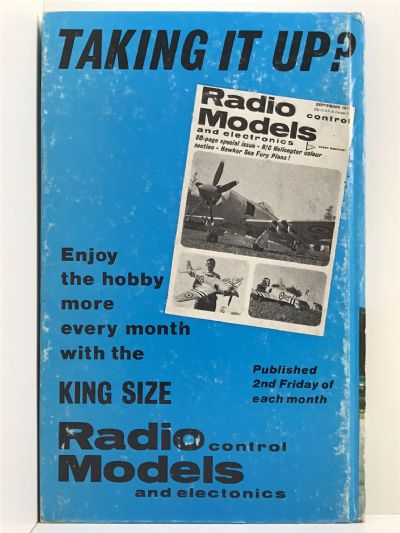 TAKING IT UP?
SEPTEMBER
Radio
control
Models
and electronics
80-page special issue - R/C Helicopter colour
section - Hawker Sea Fury Plans!
Enjoy
the hobby
more
every month
with the
KING SIZE
Published
2nd Friday of
each month
Radio control
Models
and electonics